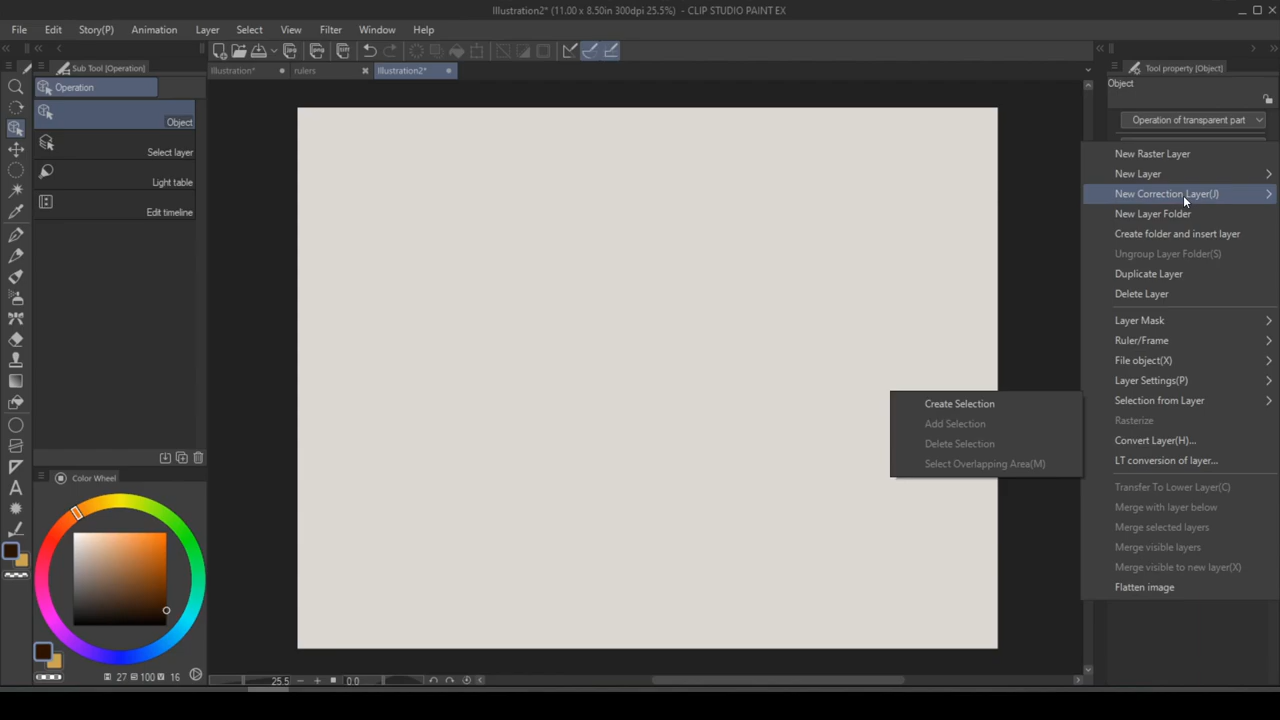 Illustration2* (11.00 x 8.50in 300dpi 25.5%) - CLIP STUDIO PAINT EX
File Edit Story(P) Animation Layer Select View Filter Window Help
Sub Tool [Operation]
Illustration* rulers Illustration2*
Tool property [Object]
Operation
Object
Object
Operation of transparent part
Select layer
Light table
Edit timeline
New Raster Layer
New Layer
New Correction Layer(J)
New Layer Folder
Create folder and insert layer
Ungroup Layer Folder(S)
Duplicate Layer
Delete Layer
Layer Mask
Ruler/Frame
File object(X)
Layer Settings(P)
Selection from Layer
Rasterize
Convert Layer(H)...
LT conversion of layer...
Transfer To Lower Layer(C)
Merge with layer below
Merge selected layers
Merge visible layers
Merge visible to new layer(X)
Flatten image
Create Selection
Add Selection
Delete Selection
Select Overlapping Area(M)
Color Wheel
H 27 S 100 V 16
25.5 0.0